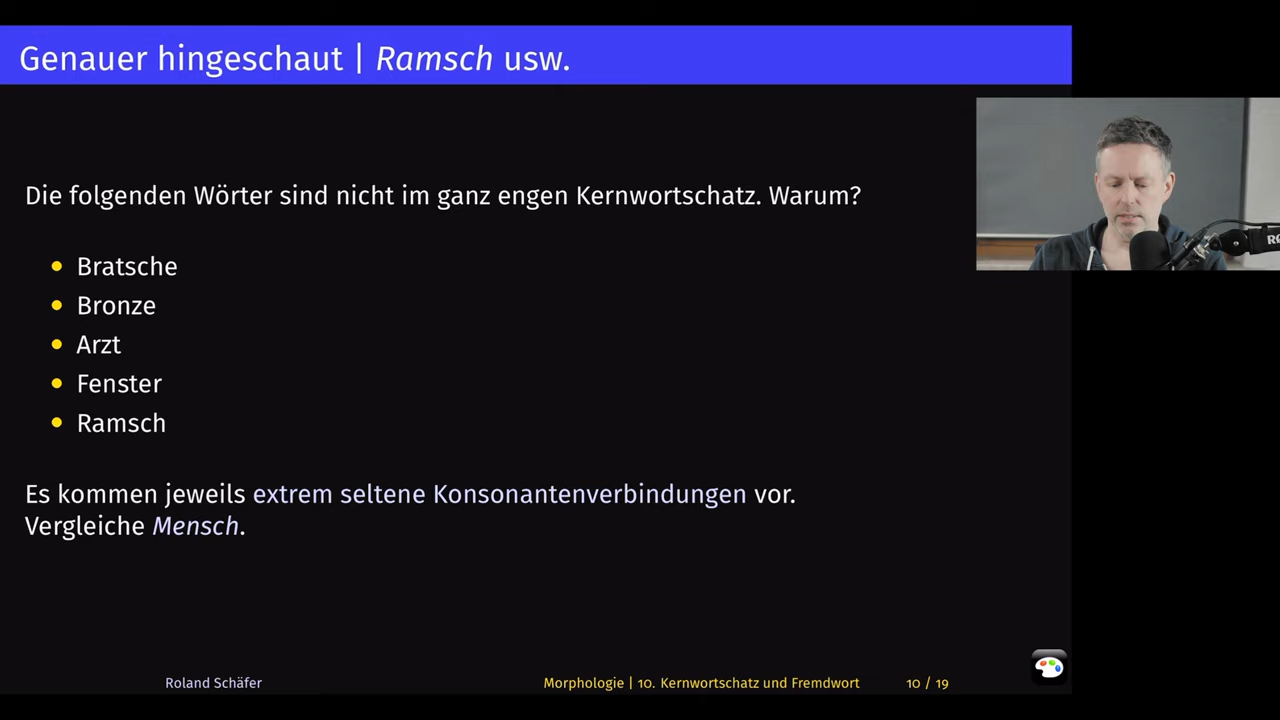 Genauer hingeschaut | Ramsch usw.
Die folgenden Wörter sind nicht im ganz engen Kernwortschatz. Warum?
Bratsche
Bronze
Arzt
Fenster
Ramsch
Es kommen jeweils extrem seltene Konsonantenverbindungen vor.
Vergleiche Mensch.
Roland Schäfer
Morphologie | 10. Kernwortschatz und Fremdwort
10 / 19